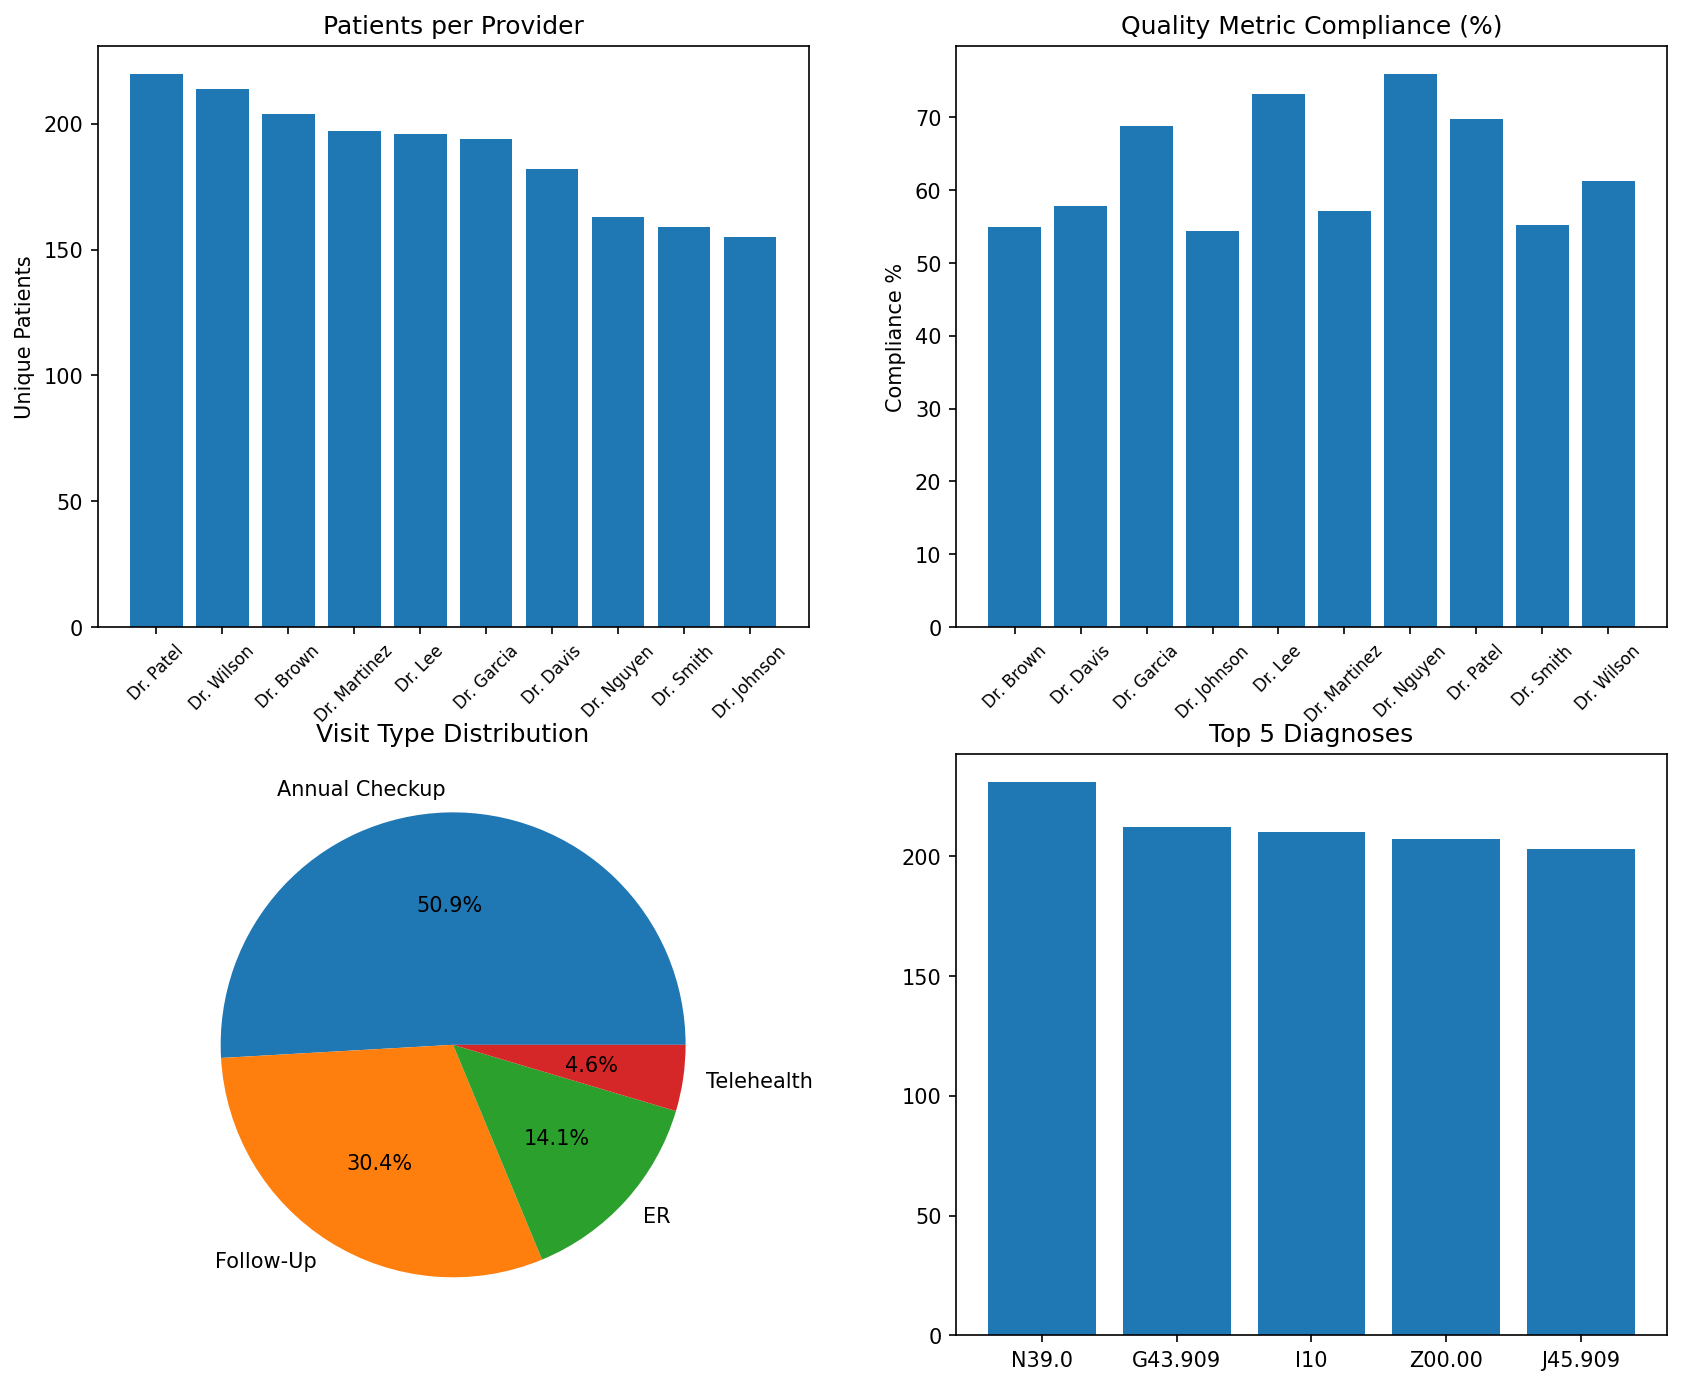 Patients per Provider
Unique Patients
200
150
100
50
0
Dr. Patel
Dr. Wilson
Dr. Brown
Dr. Martinez
Dr. Lee
Dr. Garcia
Dr. Davis
Dr. Nguyen
Dr. Smith
Dr. Johnson
Quality Metric Compliance (%)
Compliance %
70
60
50
40
30
20
10
0
Dr. Brown
Dr. Davis
Dr. Garcia
Dr. Johnson
Dr. Lee
Dr. Martinez
Dr. Nguyen
Dr. Patel
Dr. Smith
Dr. Wilson
Visit Type Distribution
Annual Checkup
50.9%
4.6%
Telehealth
14.1%
30.4%
ER
Follow-Up
Top 5 Diagnoses
200
150
100
50
0
N39.0
G43.909
I10
Z00.00
J45.909